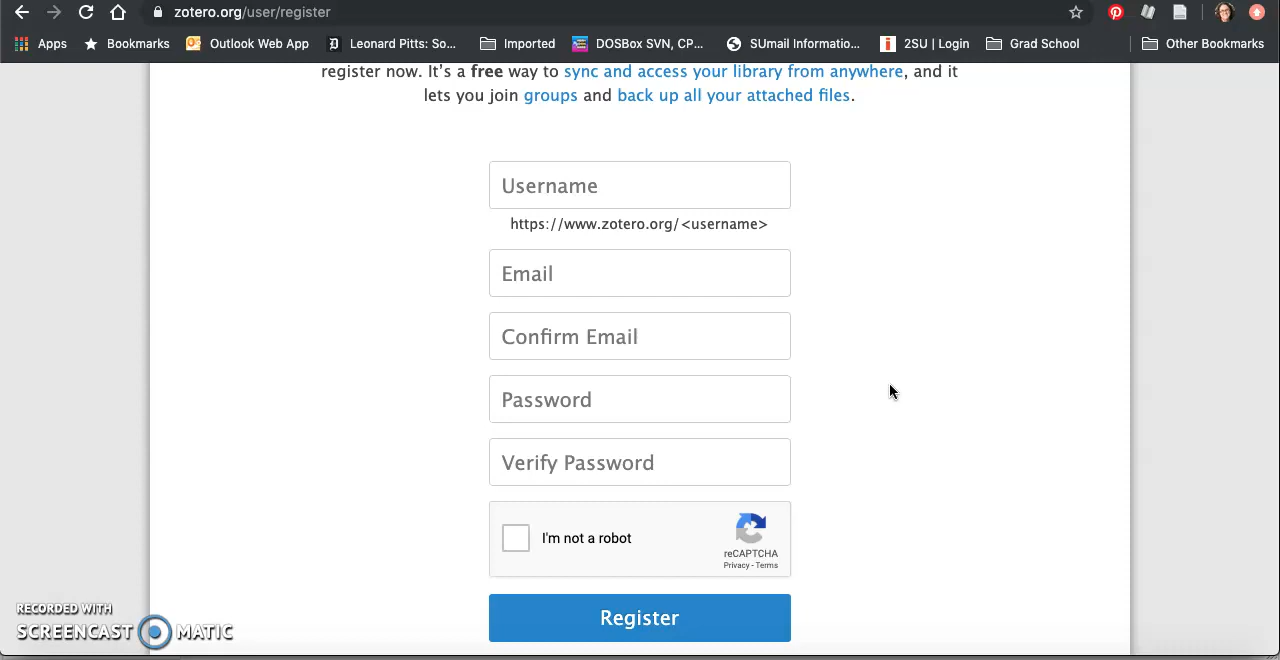 zotero.org/user/register
Apps Bookmarks Outlook Web App Leonard Pitts: So... Imported DOSBox SVN, CP... SUmail Informatio... 2SU | Login Grad School Other Bookmarks
register now. It’s a free way to sync and access your library from anywhere, and it
lets you join groups and back up all your attached files.
Username
https://www.zotero.org/<username>
Email
Confirm Email
Password
Verify Password
I'm not a robot
reCAPTCHA
Privacy - Terms
Register
RECORDED WITH
SCREENCAST MATIC